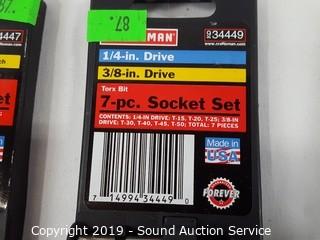 87.
.87
34447
MAN
34449
www.craftsman.com
1/4-in. Drive
3/8-in. Drive
Torx Bit
7-pc. Socket Set
CONTENTS: 1/4-IN DRIVE: T-15, T-20, T-25; 3/8-IN
DRIVE: T-30, T-40, T-45, T-50; TOTAL: 7 PIECES
Made in
USA
FOREVER
7 14994 34449 0
Copyright 2019 - Sound Auction Service